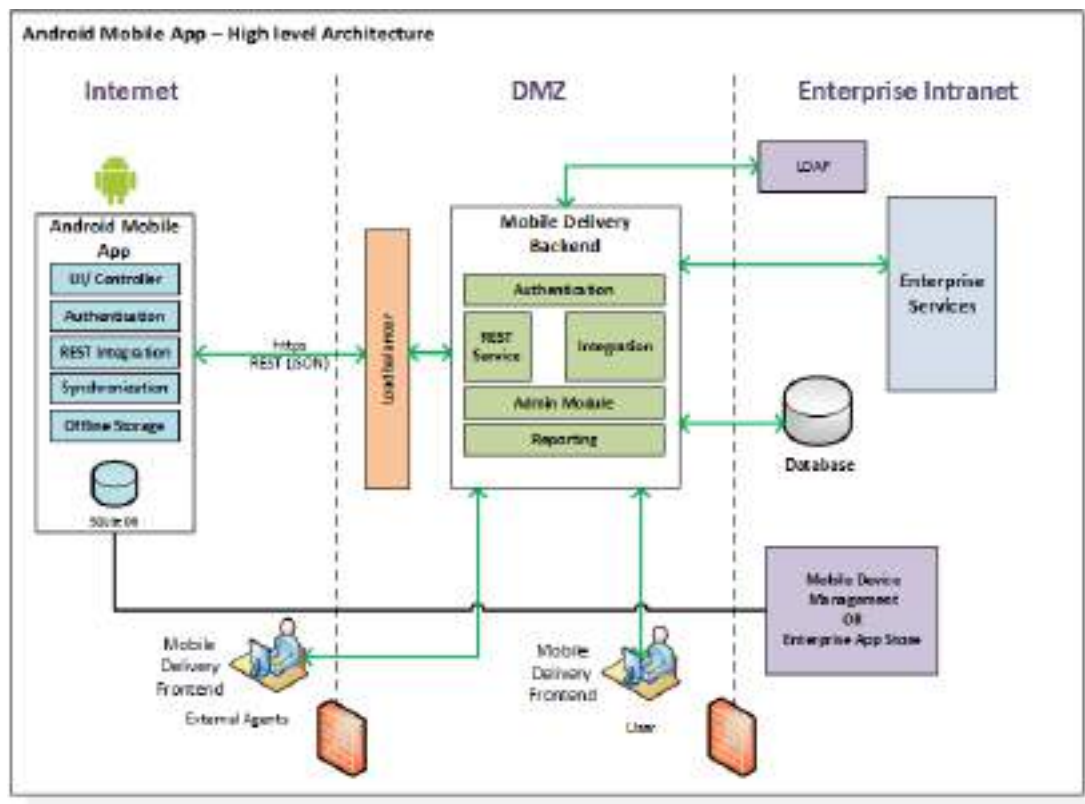 Android Mobile App – High level Architecture
Internet
DMZ
Enterprise Intranet
LDAP
Android Mobile
App
UI/ Controller
Authentication
REST Integration
Synchronization
Offline Storage
SQLite DB
https
REST (JSON)
Load balancer
Mobile Delivery
Backend
Authentication
REST
Service
Integration
Admin Module
Reporting
Enterprise
Services
Database
Mobile Device
Management
OR
Enterprise App Store
Mobile
Delivery
Frontend
External Agents
Mobile
Delivery
Frontend
User